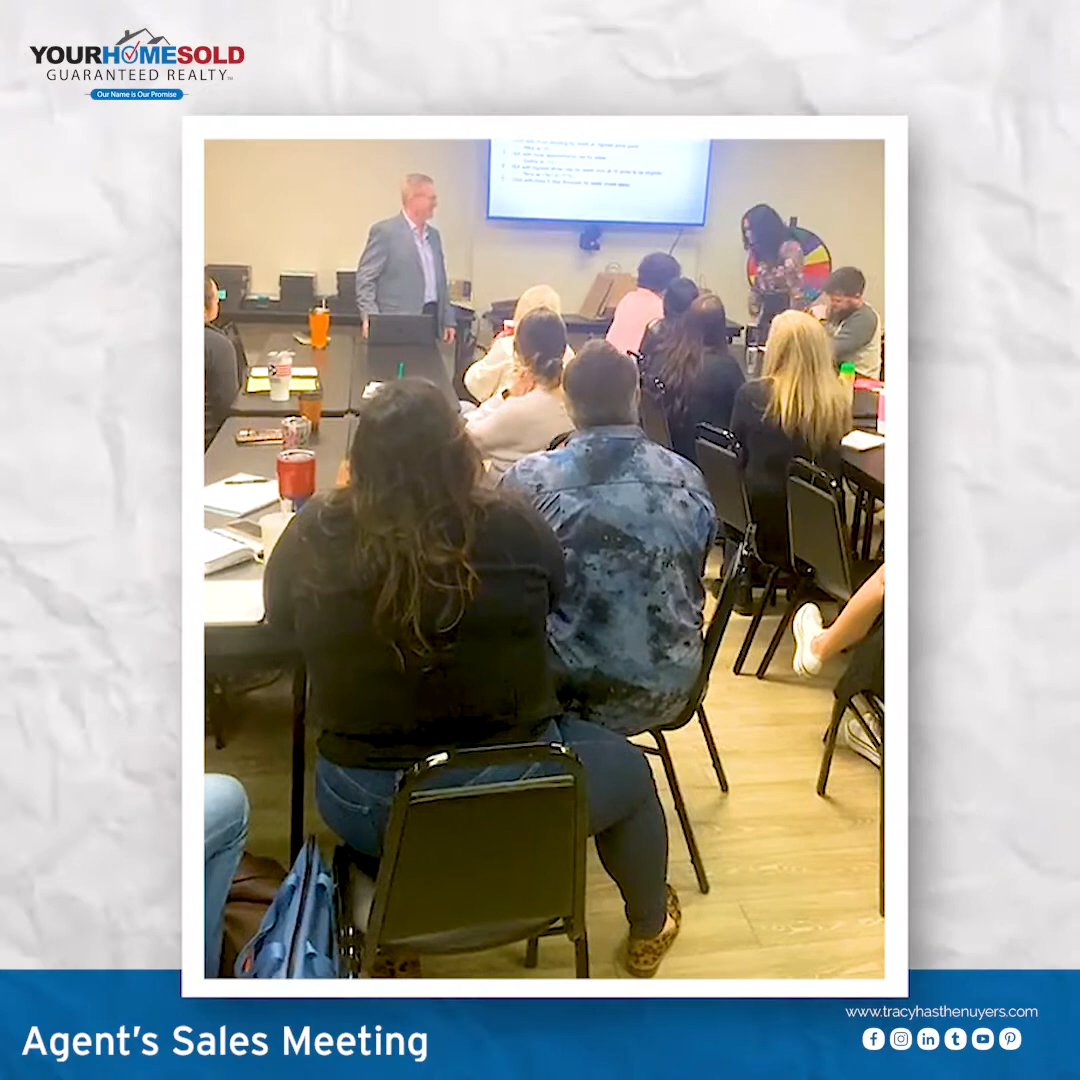 YOURHOMESOLD
GUARANTEED REALTY
Our Name is Our Promise
www.tracyhasthenuyers.com
Agent's Sales Meeting